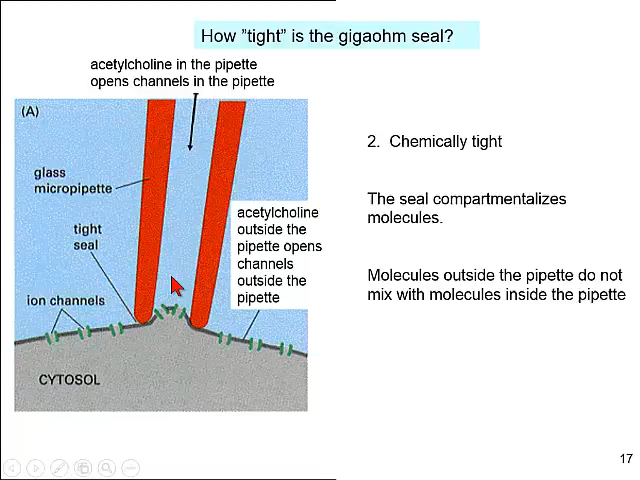 How ”tight” is the gigaohm seal?
acetylcholine in the pipette
opens channels in the pipette
(A)
glass
micropipette
tight
seal
ion channels
acetylcholine
outside the
pipette opens
channels
outside the
pipette
CYTOSOL
2. Chemically tight
The seal compartmentalizes
molecules.
Molecules outside the pipette do not
mix with molecules inside the pipette
17